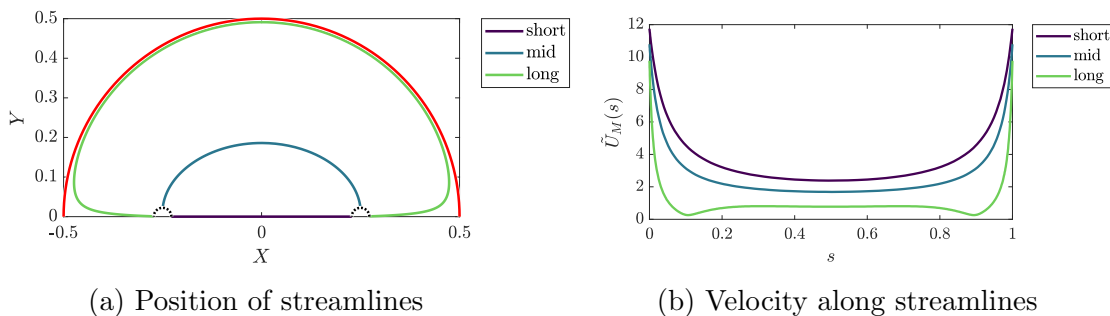 0.5
0.4
0.3
0.2
0.1
0
Y
-0.5
0
0.5
X
short
mid
long
12
10
8
6
4
2
0
Ũ_M(s)
0
0.2
0.4
0.6
0.8
1
s
short
mid
long
(a) Position of streamlines
(b) Velocity along streamlines